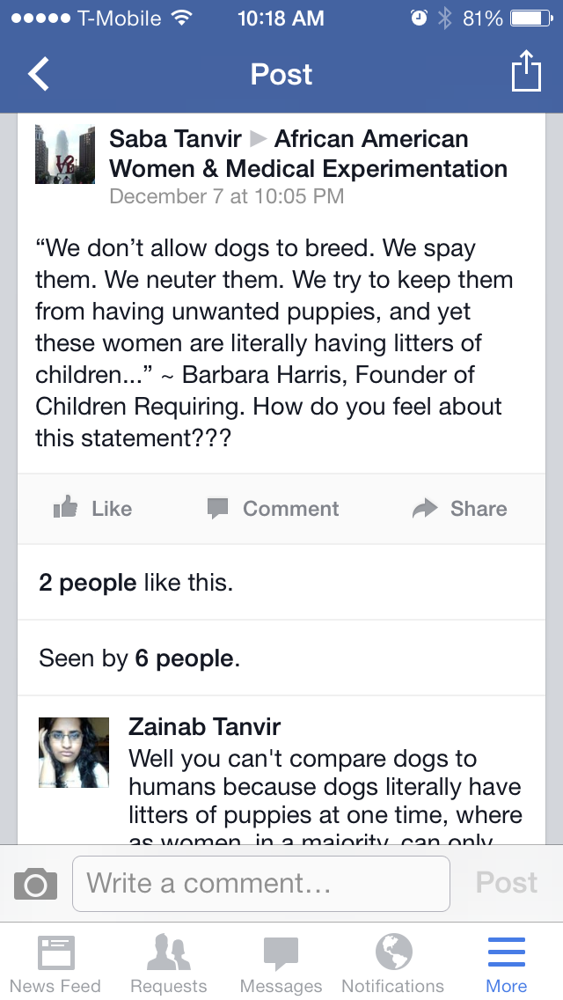 T-Mobile 10:18 AM 81%
Post
Saba Tanvir ▶ African American
Women & Medical Experimentation
December 7 at 10:05 PM
“We don’t allow dogs to breed. We spay
them. We neuter them. We try to keep them
from having unwanted puppies, and yet
these women are literally having litters of
children...” ~ Barbara Harris, Founder of
Children Requiring. How do you feel about
this statement???
Like Comment Share
2 people like this.
Seen by 6 people.
Zainab Tanvir
Well you can't compare dogs to
humans because dogs literally have
litters of puppies at one time, where
as women, in a majority, can only
Write a comment... Post
News Feed Requests Messages Notifications More